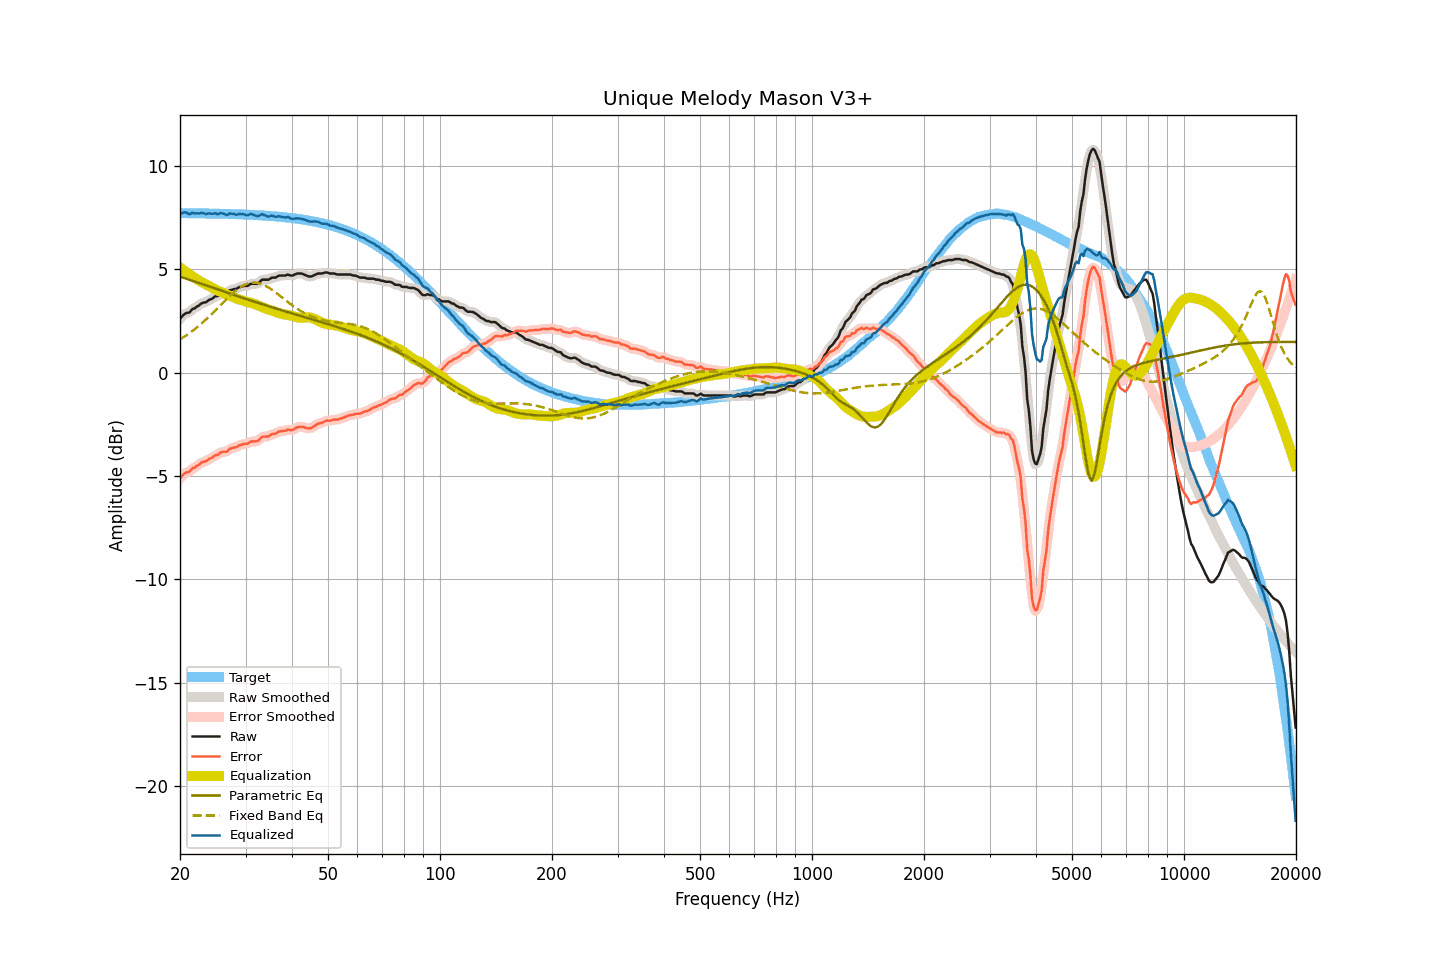 Unique Melody Mason V3+
Amplitude (dBr)
10
5
0
−5
−10
−15
−20
Target
Raw Smoothed
Error Smoothed
Raw
Error
Equalization
Parametric Eq
Fixed Band Eq
Equalized
20 50 100 200 500 1000 2000 5000 10000 20000
Frequency (Hz)